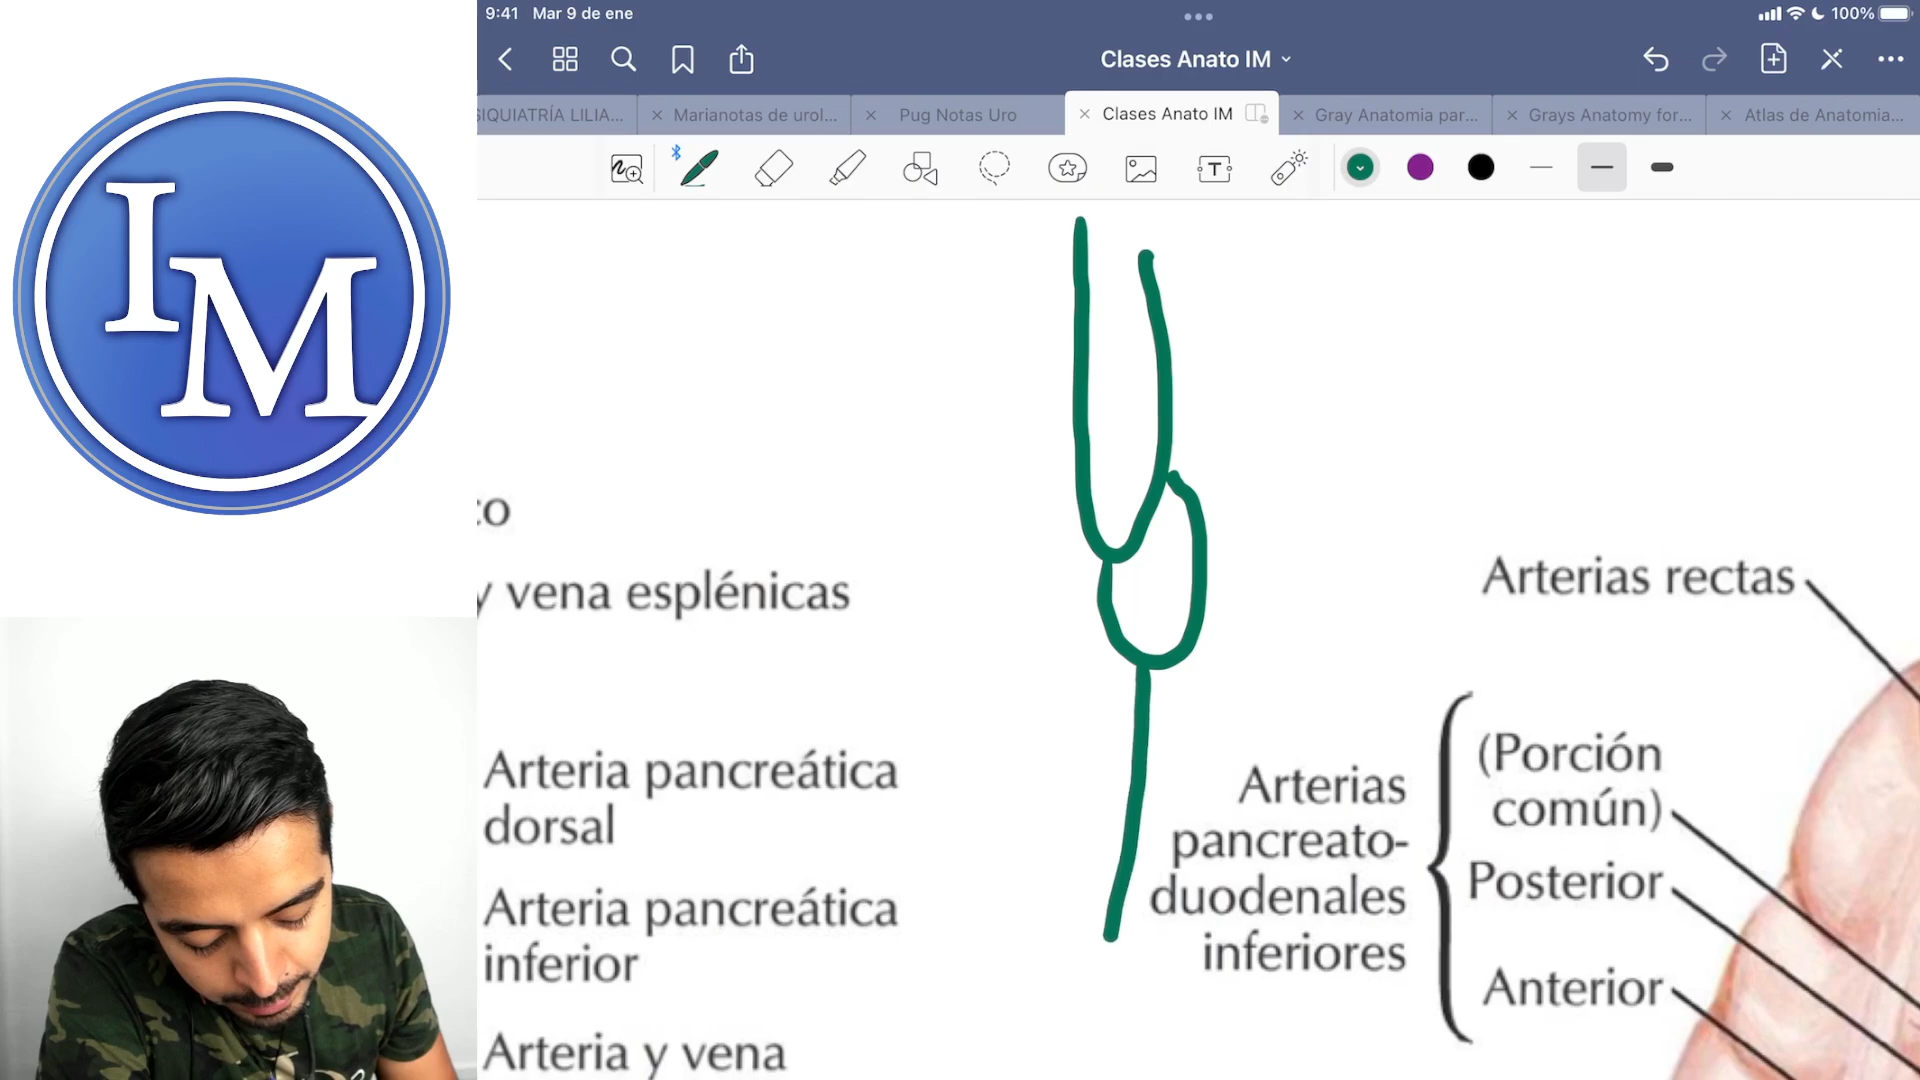 9:41 Mar 9 de ene
100%
Clases Anato IM
SIQUIATRÍA LILIA...
Marianotas de urol...
Pug Notas Uro
Clases Anato IM
Gray Anatomia par...
Grays Anatomy for...
Atlas de Anatomia...
IM
co
y vena esplénicas
Arteria pancreática
dorsal
Arteria pancreática
inferior
Arteria y vena
Arterias rectas
Arterias
pancreato-
duodenales
inferiores
(Porción
común)
Posterior
Anterior